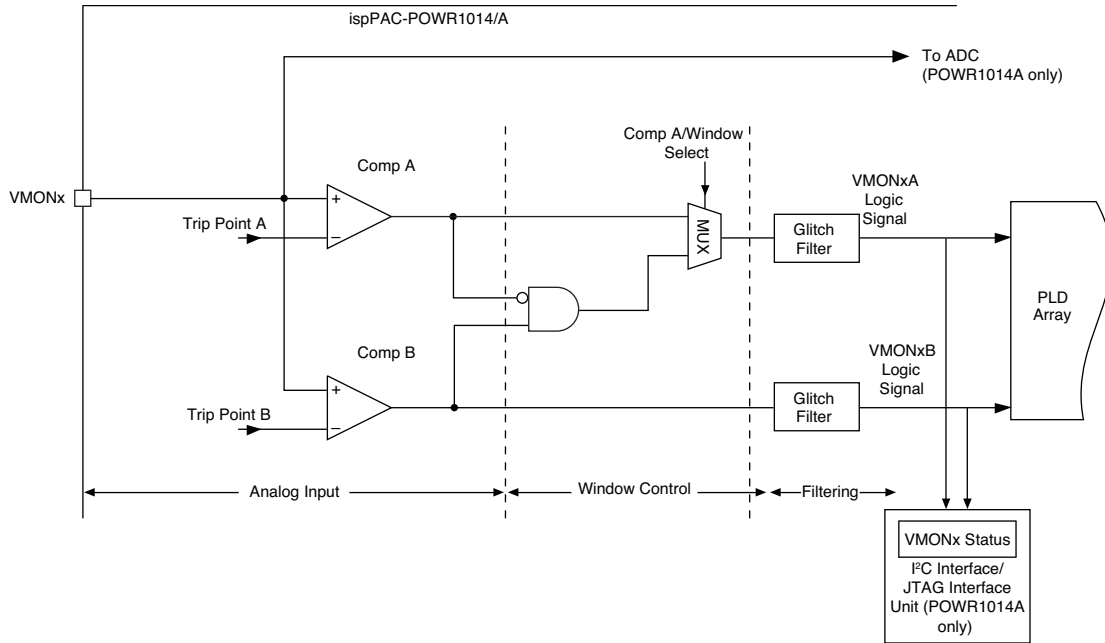 ispPAC-POWR1014/A
To ADC
(POWR1014A only)
Comp A/Window
Select
Comp A
VMONx
Trip Point A
+
–
MUX
Glitch
Filter
VMONxA
Logic
Signal
PLD
Array
Comp B
Trip Point B
+
–
Glitch
Filter
VMONxB
Logic
Signal
Analog Input
Window Control
Filtering
VMONx Status
I²C Interface/
JTAG Interface
Unit (POWR1014A
only)